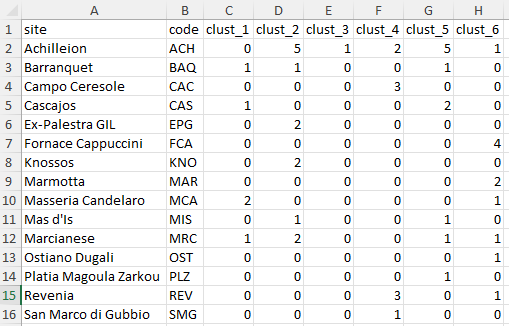 A B C D E F G H
1 site code clust_1 clust_2 clust_3 clust_4 clust_5 clust_6
2 Achilleion ACH 0 5 1 2 5 1
3 Barranquet BAQ 1 1 0 0 1 0
4 Campo Ceresole CAC 0 0 0 3 0 0
5 Cascajos CAS 1 0 0 0 2 0
6 Ex-Palestra GIL EPG 0 2 0 0 0 0
7 Fornace Cappuccini FCA 0 0 0 0 0 4
8 Knossos KNO 0 2 0 0 0 0
9 Marmotta MAR 0 0 0 0 0 2
10 Masseria Candelaro MCA 2 0 0 0 0 1
11 Mas d'Is MIS 0 1 0 0 1 0
12 Marcianese MRC 1 2 0 0 1 1
13 Ostiano Dugali OST 0 0 0 0 0 1
14 Platia Magoula Zarkou PLZ 0 0 0 0 1 0
15 Revenia REV 0 0 0 3 0 1
16 San Marco di Gubbio SMG 0 0 0 1 0 0